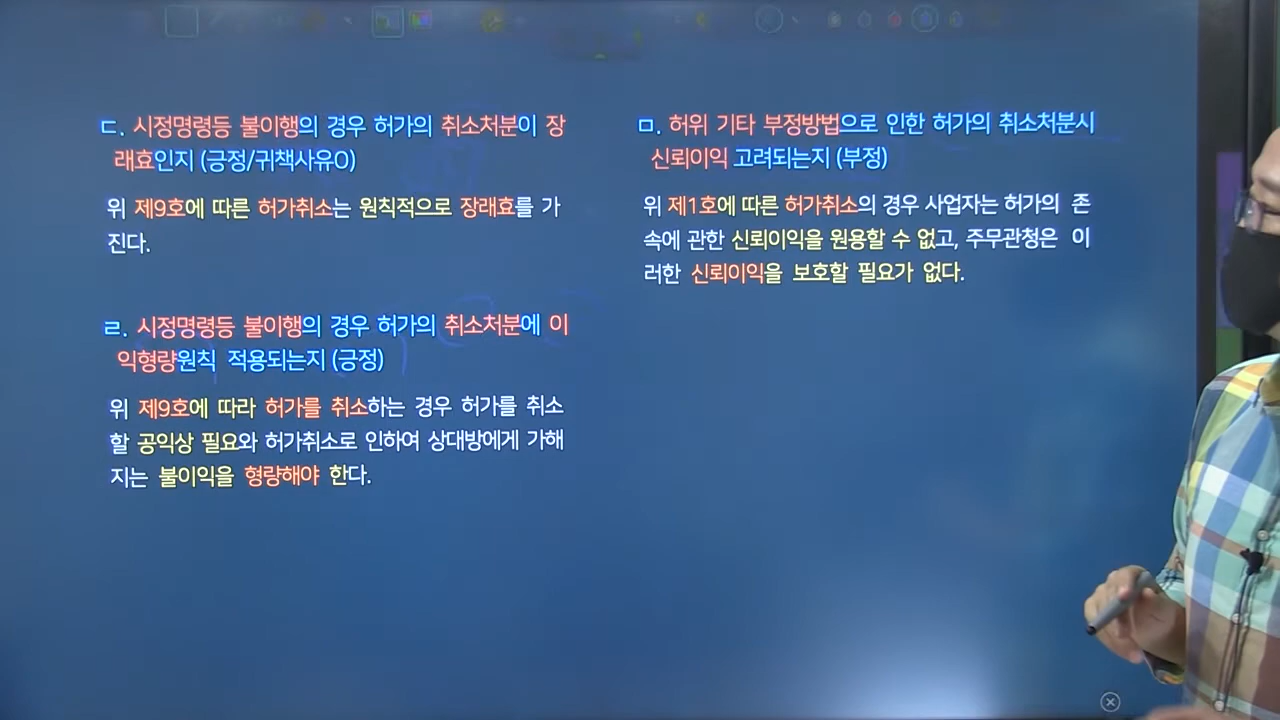 ㄷ. 시정명령등 불이행의 경우 허가의 취소처분이 장
래효인지 (긍정/귀책사유O)
위 제9호에 따른 허가취소는 원칙적으로 장래효를 가
진다.
ㄹ. 시정명령등 불이행의 경우 허가의 취소처분에 이
익형량원칙 적용되는지 (긍정)
위 제9호에 따라 허가를 취소하는 경우 허가를 취소
할 공익상 필요와 허가취소로 인하여 상대방에게 가해
지는 불이익을 형량해야 한다.
ㅁ. 허위 기타 부정방법으로 인한 허가의 취소처분시
신뢰이익 고려되는지 (부정)
위 제1호에 따른 허가취소의 경우 사업자는 허가의 존
속에 관한 신뢰이익을 원용할 수 없고, 주무관청은 이
러한 신뢰이익을 보호할 필요가 없다.